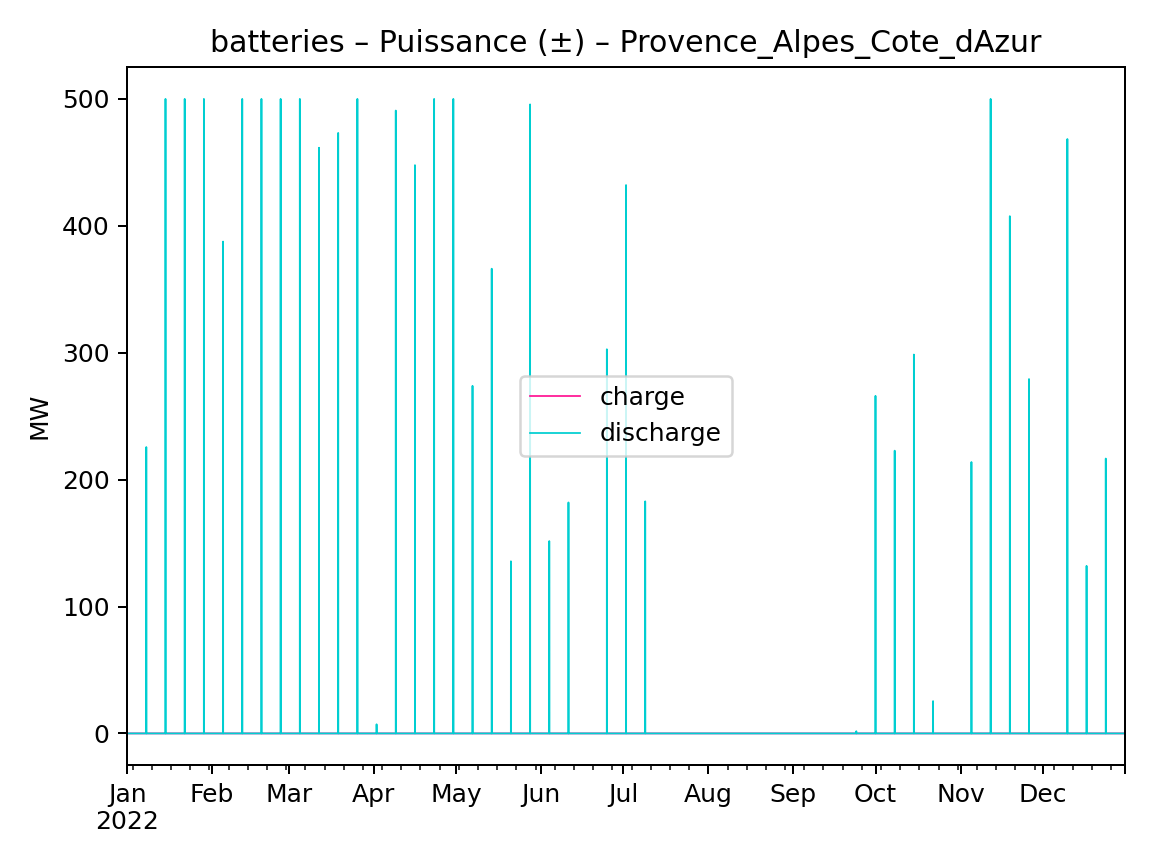 batteries – Puissance (±) – Provence_Alpes_Cote_dAzur
500
400
300
200
100
0
MW
charge
discharge
Jan Feb Mar Apr May Jun Jul Aug Sep Oct Nov Dec
2022